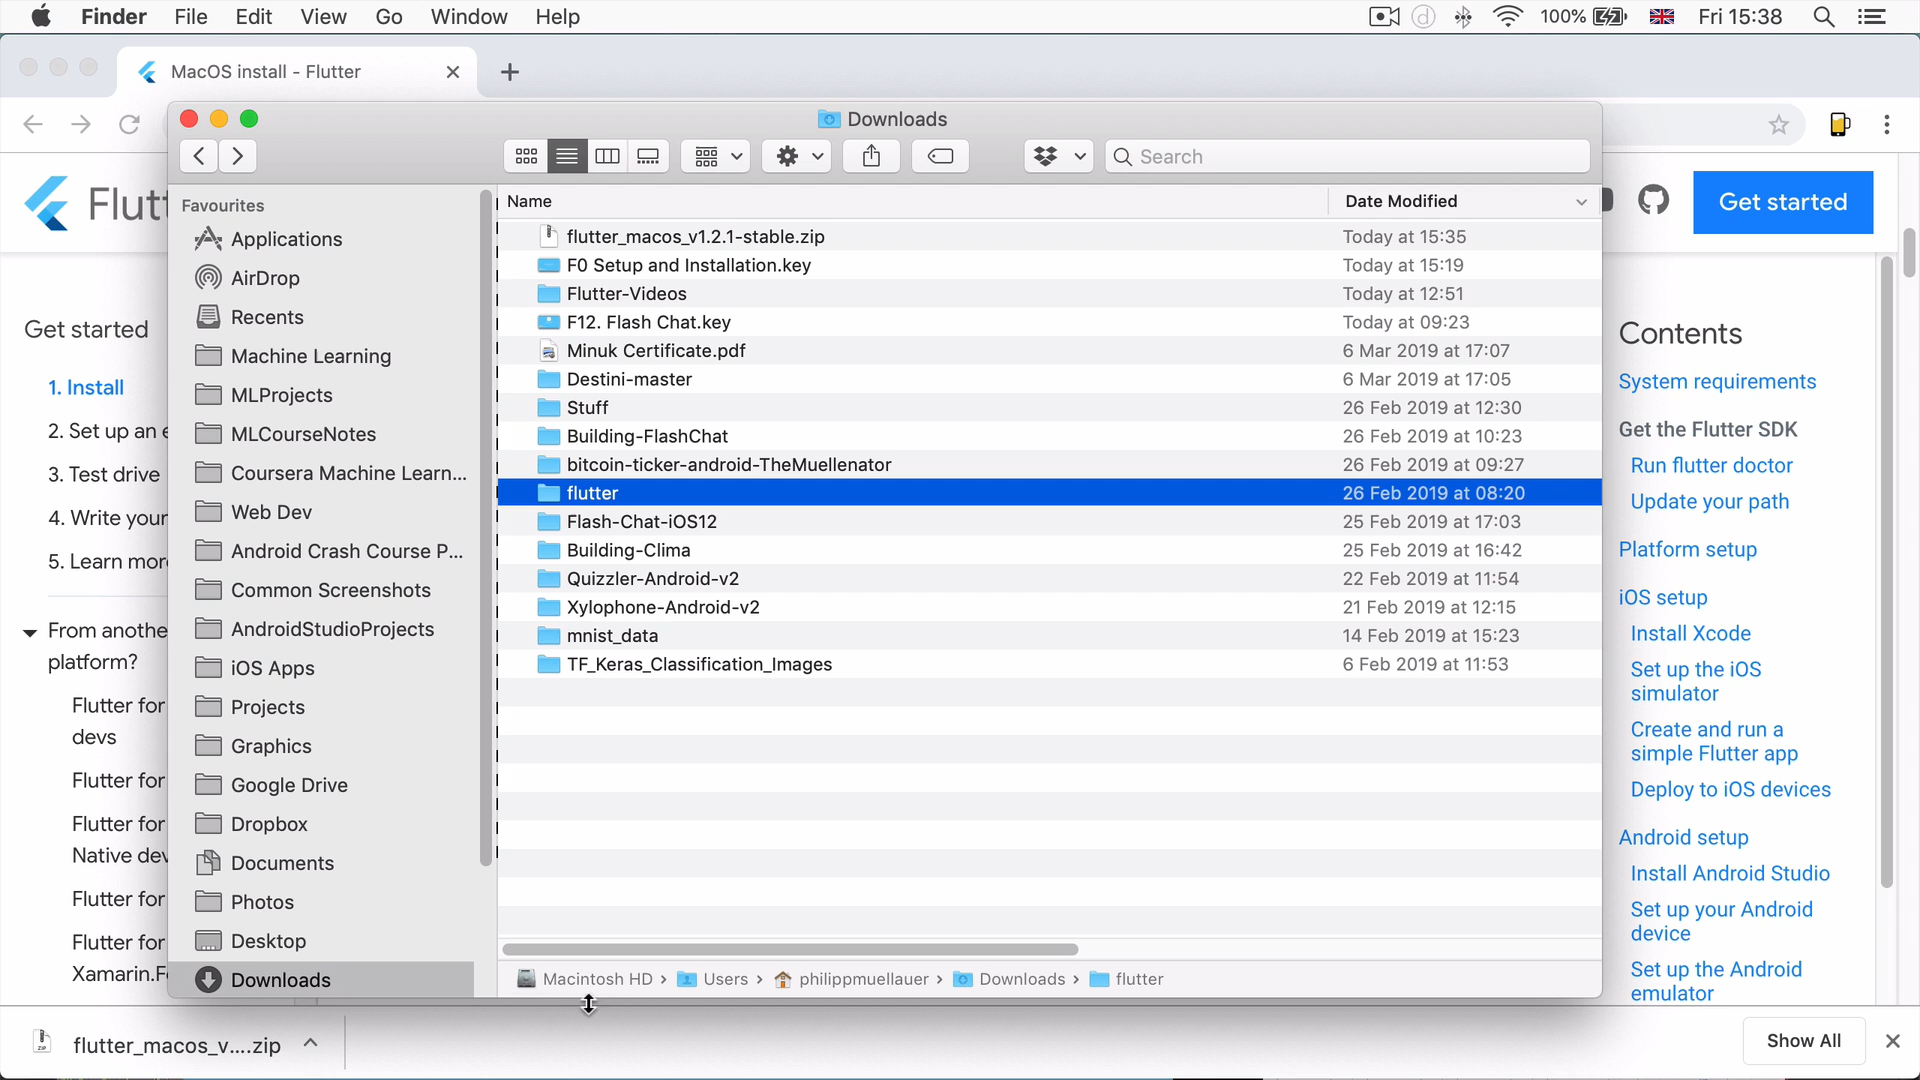 Finder File Edit View Go Window Help 100% Fri 15:38
MacOS install - Flutter
Downloads
Search
Flutt
Get started
Favourites
Applications
AirDrop
Recents
Machine Learning
MLProjects
MLCourseNotes
Coursera Machine Learn...
Web Dev
Android Crash Course P...
Common Screenshots
AndroidStudioProjects
iOS Apps
Projects
Graphics
Google Drive
Dropbox
Documents
Photos
Desktop
Downloads
Name Date Modified
flutter_macos_v1.2.1-stable.zip Today at 15:35
F0 Setup and Installation.key Today at 15:19
Flutter-Videos Today at 12:51
F12. Flash Chat.key Today at 09:23
Minuk Certificate.pdf 6 Mar 2019 at 17:07
Destini-master 6 Mar 2019 at 17:05
Stuff 26 Feb 2019 at 12:30
Building-FlashChat 26 Feb 2019 at 10:23
bitcoin-ticker-android-TheMuellenator 26 Feb 2019 at 09:27
flutter 26 Feb 2019 at 08:20
Flash-Chat-iOS12 25 Feb 2019 at 17:03
Building-Clima 25 Feb 2019 at 16:42
Quizzler-Android-v2 22 Feb 2019 at 11:54
Xylophone-Android-v2 21 Feb 2019 at 12:15
mnist_data 14 Feb 2019 at 15:23
TF_Keras_Classification_Images 6 Feb 2019 at 11:53
Macintosh HD › Users › philippmuellauer › Downloads › flutter
Get started
1. Install
2. Set up an e
3. Test drive
4. Write your
5. Learn mor
From anothe
platform?
Flutter for
devs
Flutter for
Flutter for
Native dev
Flutter for
Flutter for
Xamarin.Fo
Contents
System requirements
Get the Flutter SDK
Run flutter doctor
Update your path
Platform setup
iOS setup
Install Xcode
Set up the iOS
simulator
Create and run a
simple Flutter app
Deploy to iOS devices
Android setup
Install Android Studio
Set up your Android
device
Set up the Android
emulator
flutter_macos_v....zip
Show All